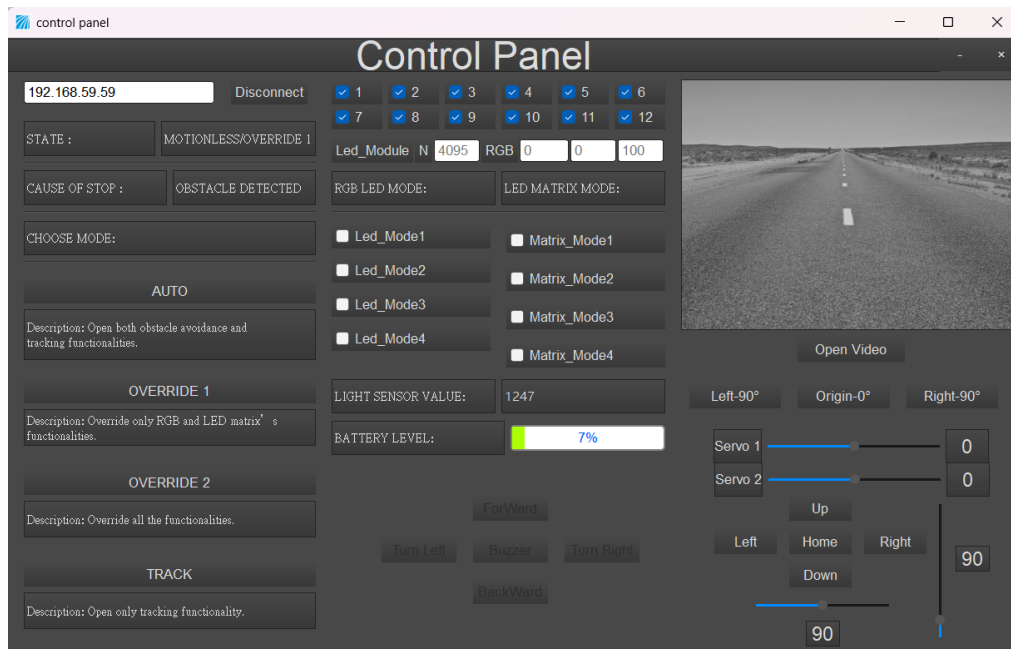 control panel
Control Panel
192.168.59.59
Disconnect
STATE :
MOTIONLESS/OVERRIDE 1
CAUSE OF STOP :
OBSTACLE DETECTED
CHOOSE MODE:
AUTO
Description: Open both obstacle avoidance and
tracking functionalities.
OVERRIDE 1
Description: Override only RGB and LED matrix’ s
functionalities.
OVERRIDE 2
Description: Override all the functionalities.
TRACK
Description: Open only tracking functionality.
1 2 3 4 5 6
7 8 9 10 11 12
Led_Module N 4095 RGB 0 0 100
RGB LED MODE:
LED MATRIX MODE:
Led_Mode1
Led_Mode2
Led_Mode3
Led_Mode4
Matrix_Mode1
Matrix_Mode2
Matrix_Mode3
Matrix_Mode4
LIGHT SENSOR VALUE:
1247
BATTERY LEVEL:
7%
ForWard
Turn Left Buzzer Turn Right
BackWard
Open Video
Left-90° Origin-0° Right-90°
Servo 1
0
Servo 2
0
Up
Left Home Right
Down
90
90